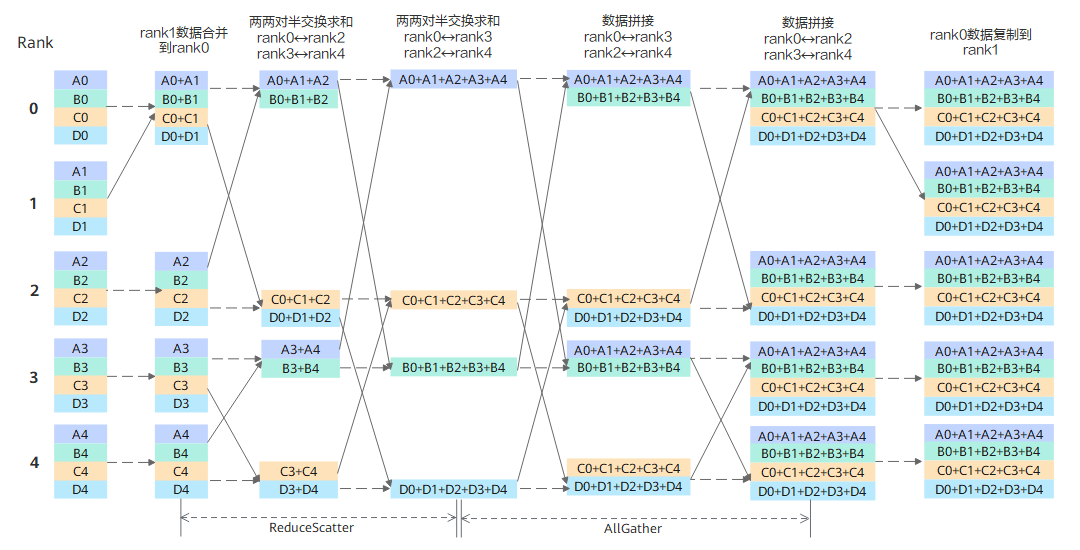 Rank
rank1数据合并
到rank0
两两对半交换求和
rank0↔rank2
rank3↔rank4
两两对半交换求和
rank0↔rank3
rank2↔rank4
数据拼接
rank0↔rank3
rank2↔rank4
数据拼接
rank0↔rank2
rank3↔rank4
rank0数据复制到
rank1
0
A0
B0
C0
D0
A0+A1
B0+B1
C0+C1
D0+D1
A0+A1+A2
B0+B1+B2
A0+A1+A2+A3+A4
A0+A1+A2+A3+A4
B0+B1+B2+B3+B4
A0+A1+A2+A3+A4
B0+B1+B2+B3+B4
C0+C1+C2+C3+C4
D0+D1+D2+D3+D4
A0+A1+A2+A3+A4
B0+B1+B2+B3+B4
C0+C1+C2+C3+C4
D0+D1+D2+D3+D4
1
A1
B1
C1
D1
A0+A1+A2+A3+A4
B0+B1+B2+B3+B4
C0+C1+C2+C3+C4
D0+D1+D2+D3+D4
2
A2
B2
C2
D2
A2
B2
C2
D2
C0+C1+C2
D0+D1+D2
C0+C1+C2+C3+C4
C0+C1+C2+C3+C4
D0+D1+D2+D3+D4
A0+A1+A2+A3+A4
B0+B1+B2+B3+B4
C0+C1+C2+C3+C4
D0+D1+D2+D3+D4
A0+A1+A2+A3+A4
B0+B1+B2+B3+B4
C0+C1+C2+C3+C4
D0+D1+D2+D3+D4
3
A3
B3
C3
D3
A3
B3
C3
D3
A3+A4
B3+B4
B0+B1+B2+B3+B4
A0+A1+A2+A3+A4
B0+B1+B2+B3+B4
A0+A1+A2+A3+A4
B0+B1+B2+B3+B4
C0+C1+C2+C3+C4
D0+D1+D2+D3+D4
A0+A1+A2+A3+A4
B0+B1+B2+B3+B4
C0+C1+C2+C3+C4
D0+D1+D2+D3+D4
4
A4
B4
C4
D4
A4
B4
C4
D4
C3+C4
D3+D4
D0+D1+D2+D3+D4
C0+C1+C2+C3+C4
D0+D1+D2+D3+D4
A0+A1+A2+A3+A4
B0+B1+B2+B3+B4
C0+C1+C2+C3+C4
D0+D1+D2+D3+D4
A0+A1+A2+A3+A4
B0+B1+B2+B3+B4
C0+C1+C2+C3+C4
D0+D1+D2+D3+D4
ReduceScatter
AllGather